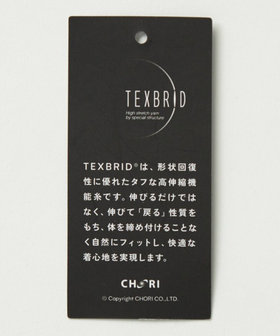 TEXBRID
High stretch yarn
by special structure
TEXBRID®は、形状回復
性に優れたタフな高伸縮機
能糸です。伸びるだけでは
なく、伸びて「戻る」性質を
もち、体を締め付けることな
く自然にフィットし、快適な
着心地を実現します。
CHORI
© Copyright CHORI CO.,LTD.